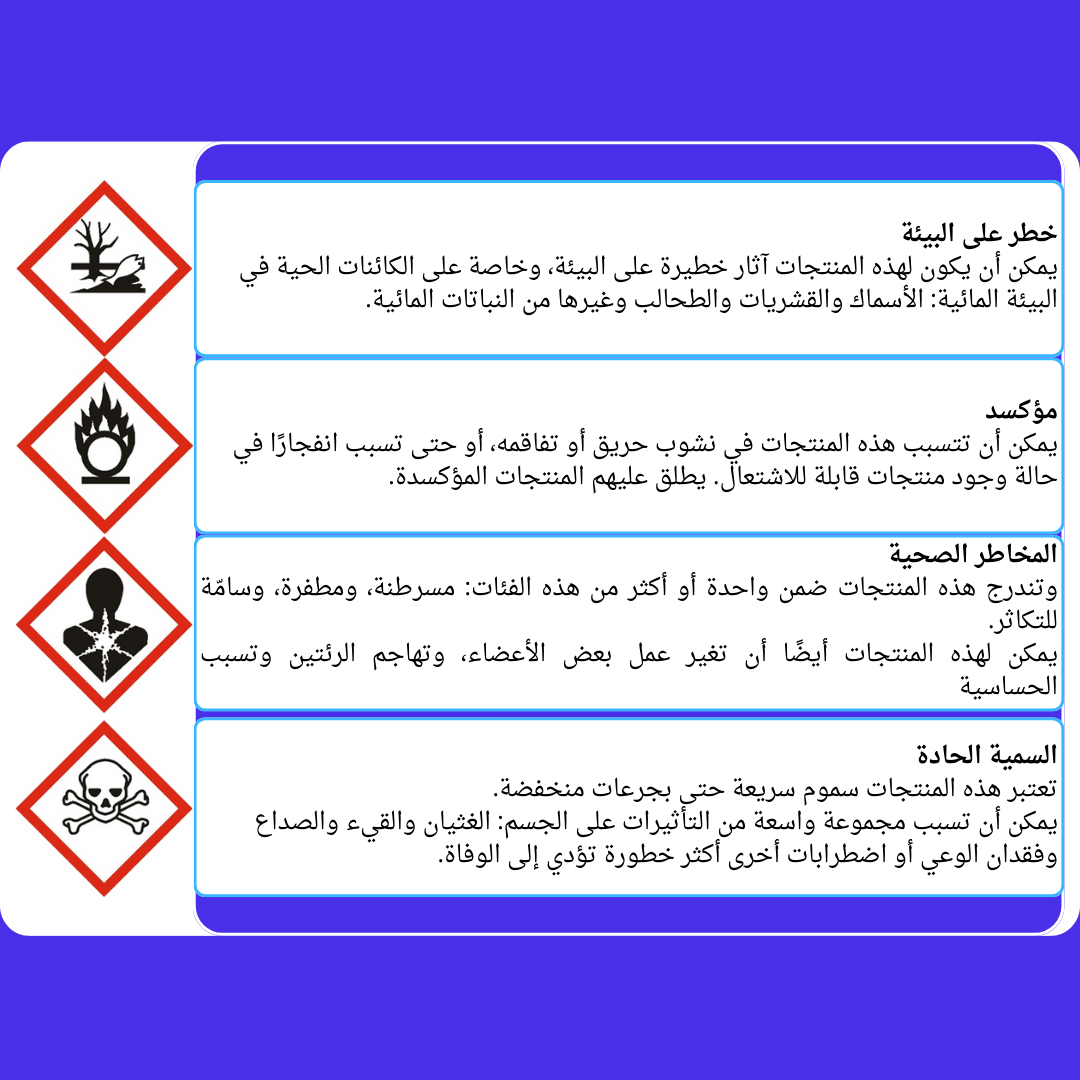 خطر على البيئة
يمكن أن يكون لهذه المنتجات آثار خطيرة على البيئة، وخاصة على الكائنات الحية في
البيئة المائية: الأسماك والقشريات والطحالب وغيرها من النباتات المائية.
مؤكسد
يمكن أن تتسبب هذه المنتجات في نشوب حريق أو تفاقمه، أو حتى تسبب انفجارًا في
حالة وجود منتجات قابلة للاشتعال. يطلق عليهم المنتجات المؤكسدة.
المخاطر الصحية
وتندرج هذه المنتجات ضمن واحدة أو أكثر من هذه الفئات: مسرطنة، ومطفرة، وسامّة
للتكاثر.
يمكن لهذه المنتجات أيضًا أن تغير عمل بعض الأعضاء، وتهاجم الرئتين وتسبب
الحساسية
السمية الحادة
تعتبر هذه المنتجات سموم سريعة حتى بجرعات منخفضة.
يمكن أن تسبب مجموعة واسعة من التأثيرات على الجسم: الغثيان والقيء والصداع
وفقدان الوعي أو اضطرابات أخرى أكثر خطورة تؤدي إلى الوفاة.